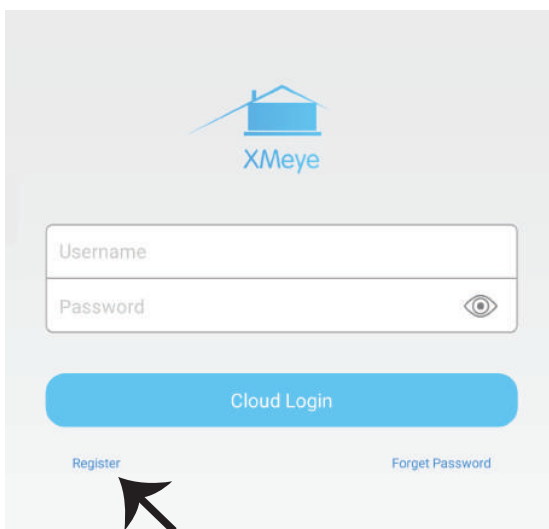 XMeye
Username
Password
Cloud Login
Register
Forget Password